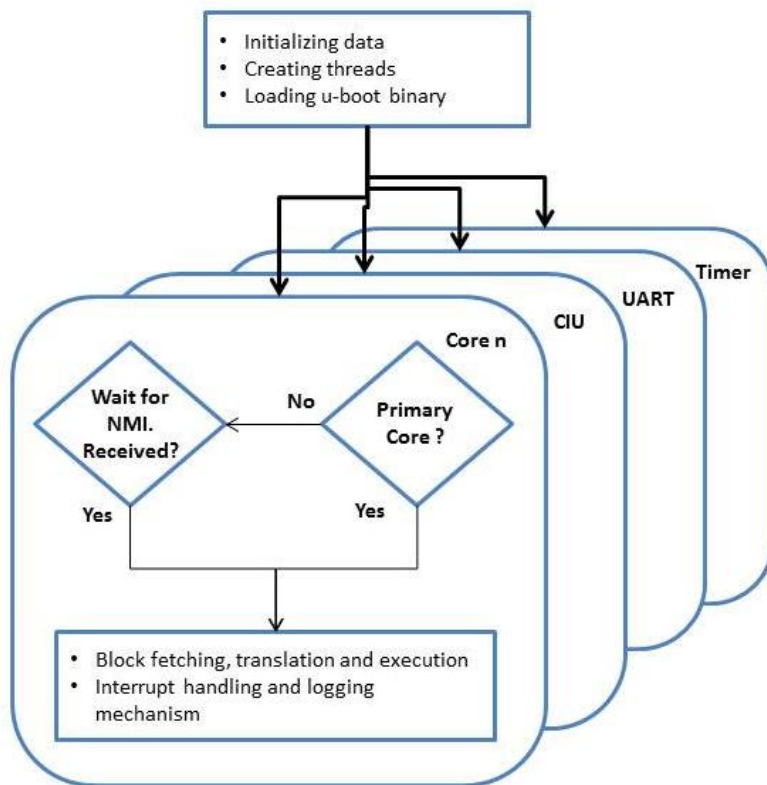 • Initializing data
• Creating threads
• Loading u-boot binary
Timer
UART
CIU
Core n
Wait for
NMI.
Received?
No
Primary
Core ?
Yes
Yes
• Block fetching, translation and execution
• Interrupt handling and logging
mechanism